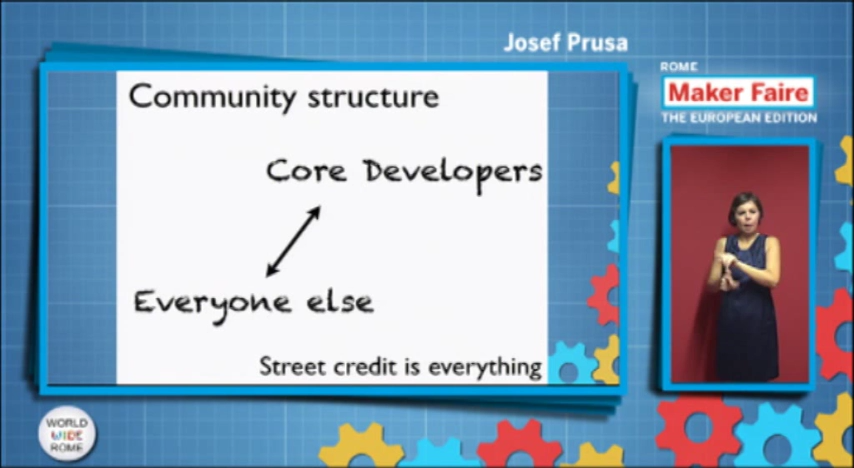 Josef Prusa
ROME
Maker Faire
THE EUROPEAN EDITION
Community structure
Core Developers
Everyone else
Street credit is everything
WORLD
WIDE
ROME